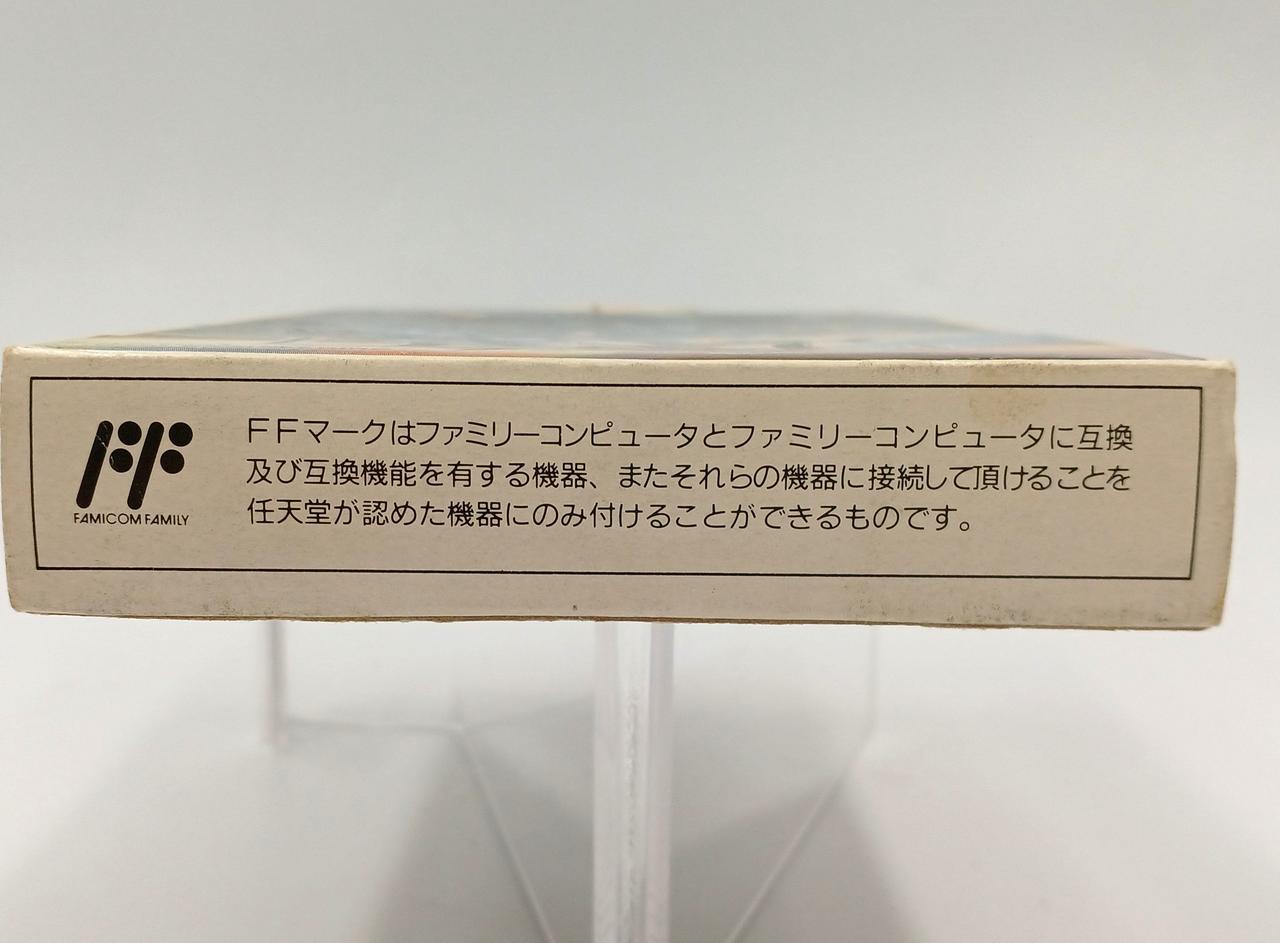 FFマークはファミリーコンピュータとファミリーコンピュータに互換
及び互換機能を有する機器、またそれらの機器に接続して頂けることを
任天堂が認めた機器にのみ付けることができるものです。
FAMICOM FAMILY